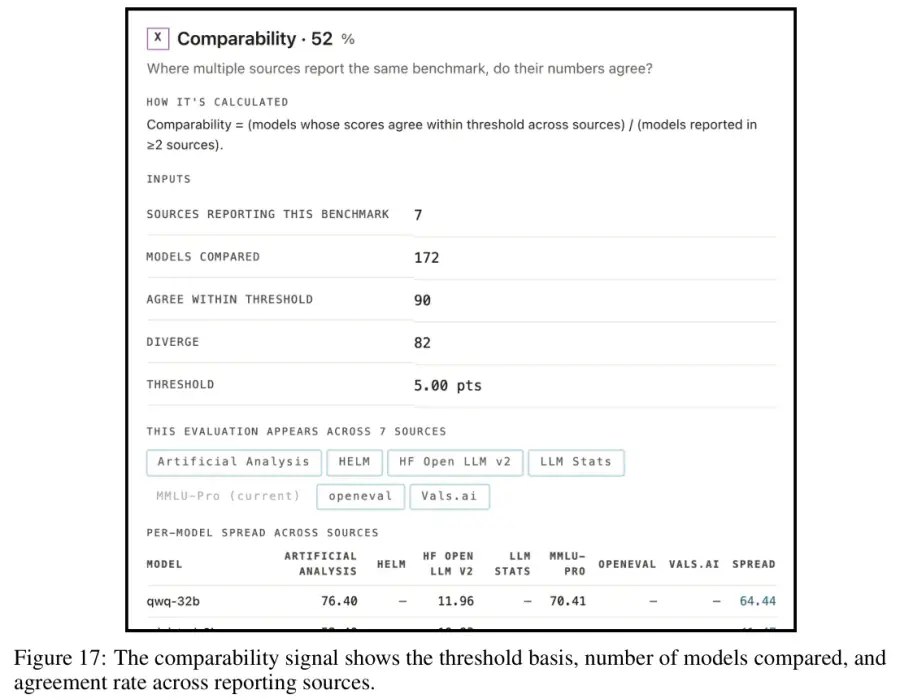 X Comparability · 52 %
Where multiple sources report the same benchmark, do their numbers agree?
HOW IT'S CALCULATED
Comparability = (models whose scores agree within threshold across sources) / (models reported in
≥2 sources).
INPUTS
SOURCES REPORTING THIS BENCHMARK 7
MODELS COMPARED 172
AGREE WITHIN THRESHOLD 90
DIVERGE 82
THRESHOLD 5.00 pts
THIS EVALUATION APPEARS ACROSS 7 SOURCES
Artificial Analysis HELM HF Open LLM v2 LLM Stats
MMLU-Pro (current) openeval Vals.ai
PER-MODEL SPREAD ACROSS SOURCES
MODEL ARTIFICIAL ANALYSIS HELM HF OPEN LLM V2 LLM STATS MMLU-PRO OPENEVAL VALS.AI SPREAD
qwq-32b 76.40 – 11.96 – 70.41 – – 64.44
Figure 17: The comparability signal shows the threshold basis, number of models compared, and
agreement rate across reporting sources.